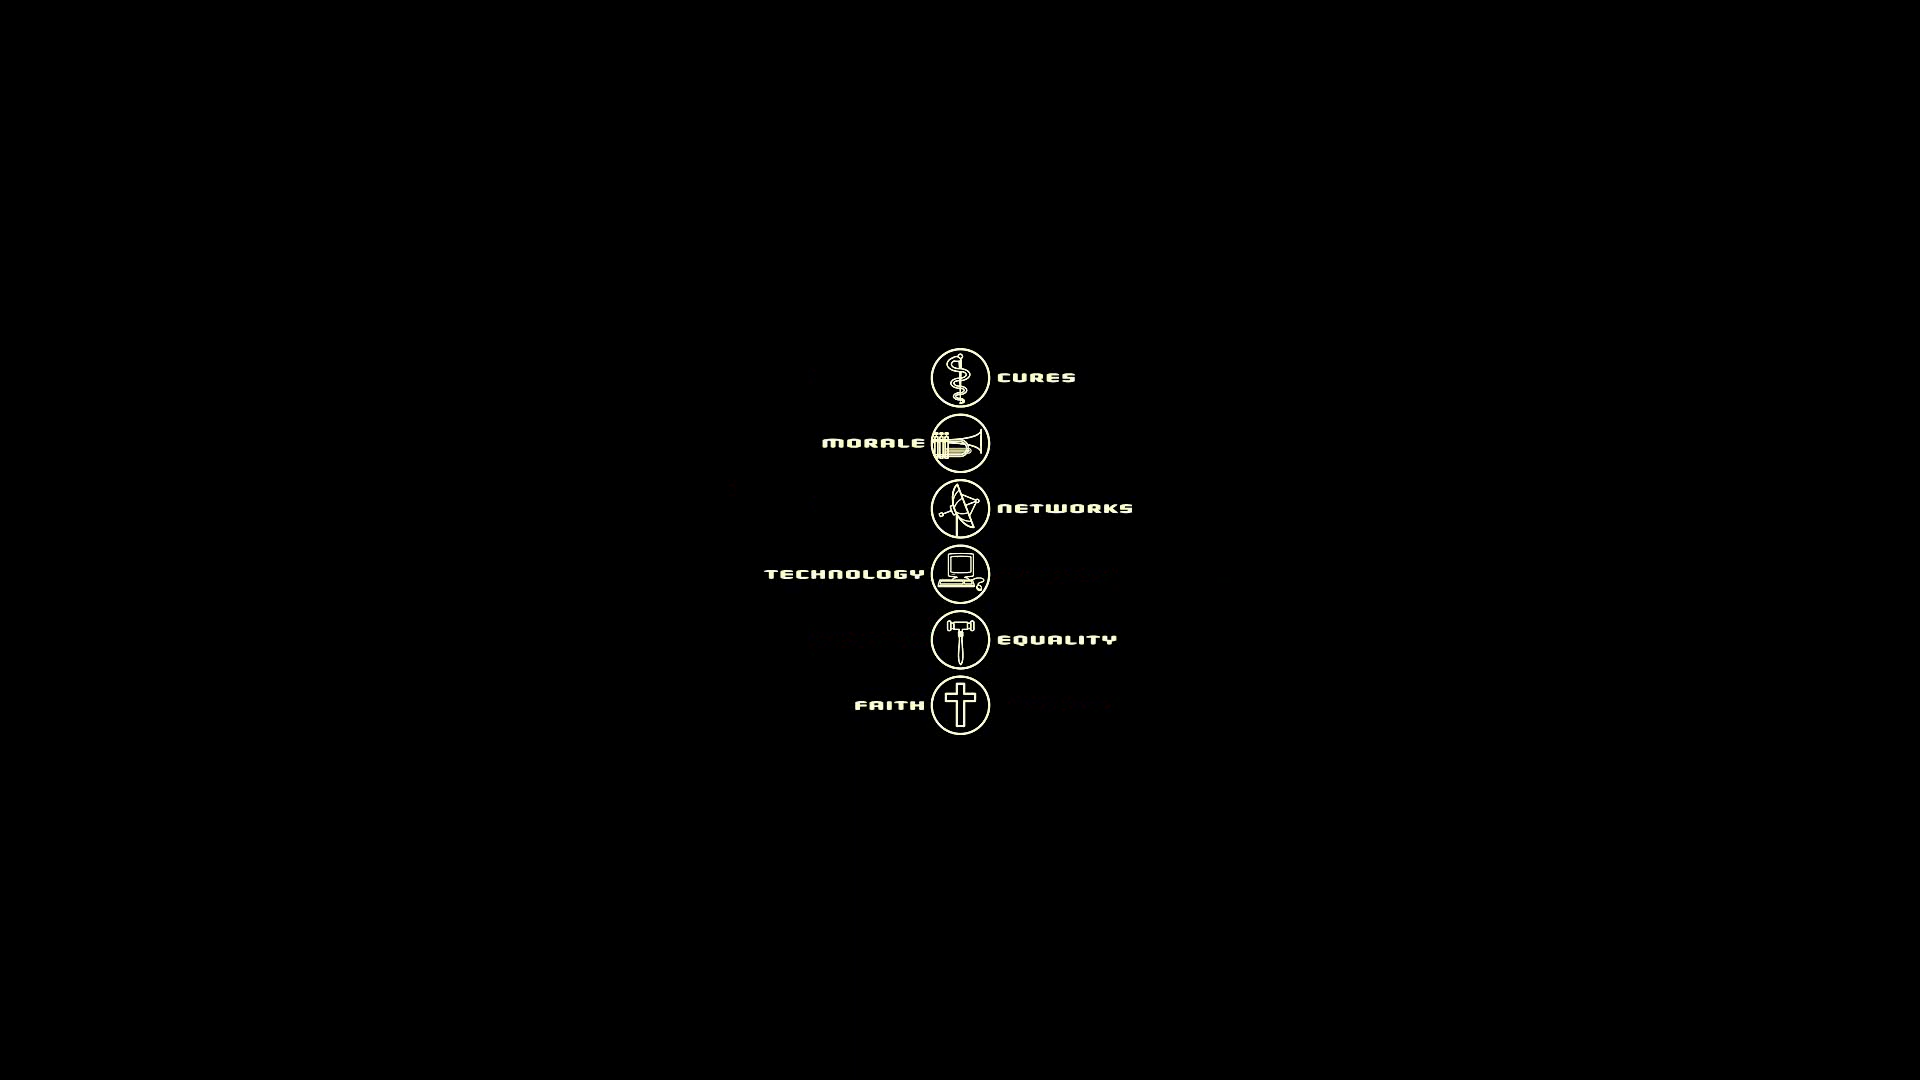 CURES
MORALE
NETWORKS
TECHNOLOGY
EQUALITY
FAITH